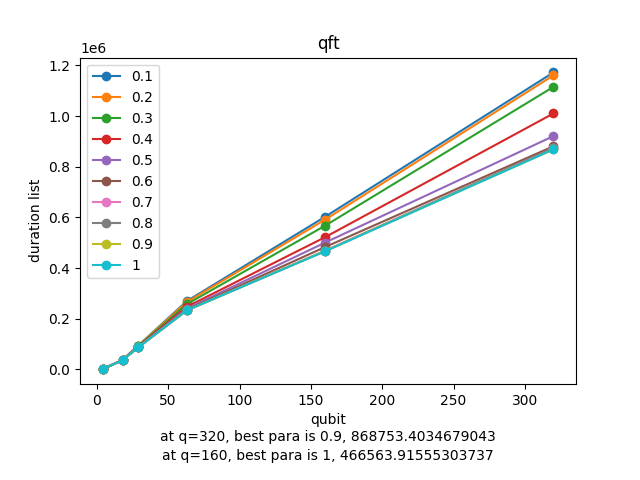 qft
1e6
1.2
1.0
0.8
0.6
0.4
0.2
0.0
duration list
0.1
0.2
0.3
0.4
0.5
0.6
0.7
0.8
0.9
1
0 50 100 150 200 250 300
qubit
at q=320, best para is 0.9, 868753.4034679043
at q=160, best para is 1, 466563.91555303737